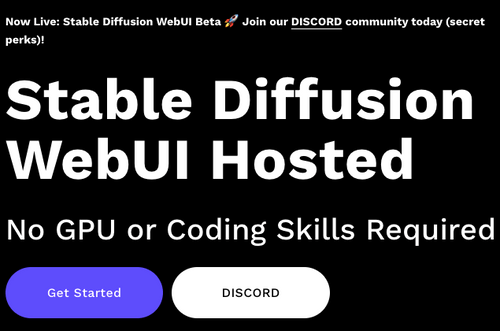 Now Live: Stable Diffusion WebUI Beta 🚀 Join our DISCORD community today (secret
perks)!
Stable Diffusion
WebUI Hosted
No GPU or Coding Skills Required
Get Started
DISCORD